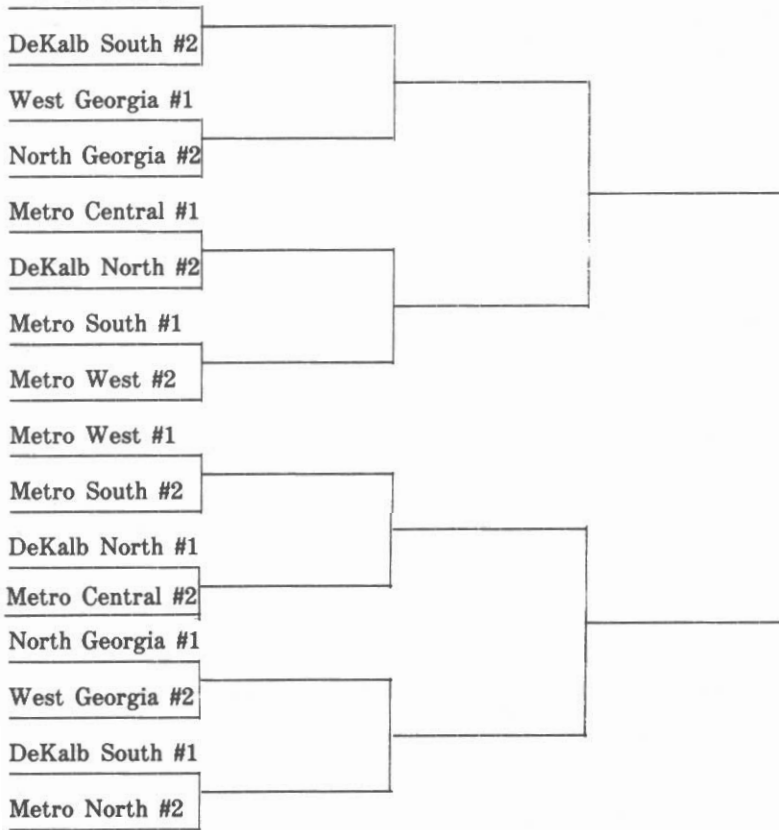 DeKalb South #2
West Georgia #1
North Georgia #2
Metro Central #1
DeKalb North #2
Metro South #1
Metro West #2
Metro West #1
Metro South #2
DeKalb North #1
Metro Central #2
North Georgia #1
West Georgia #2
DeKalb South #1
Metro North #2